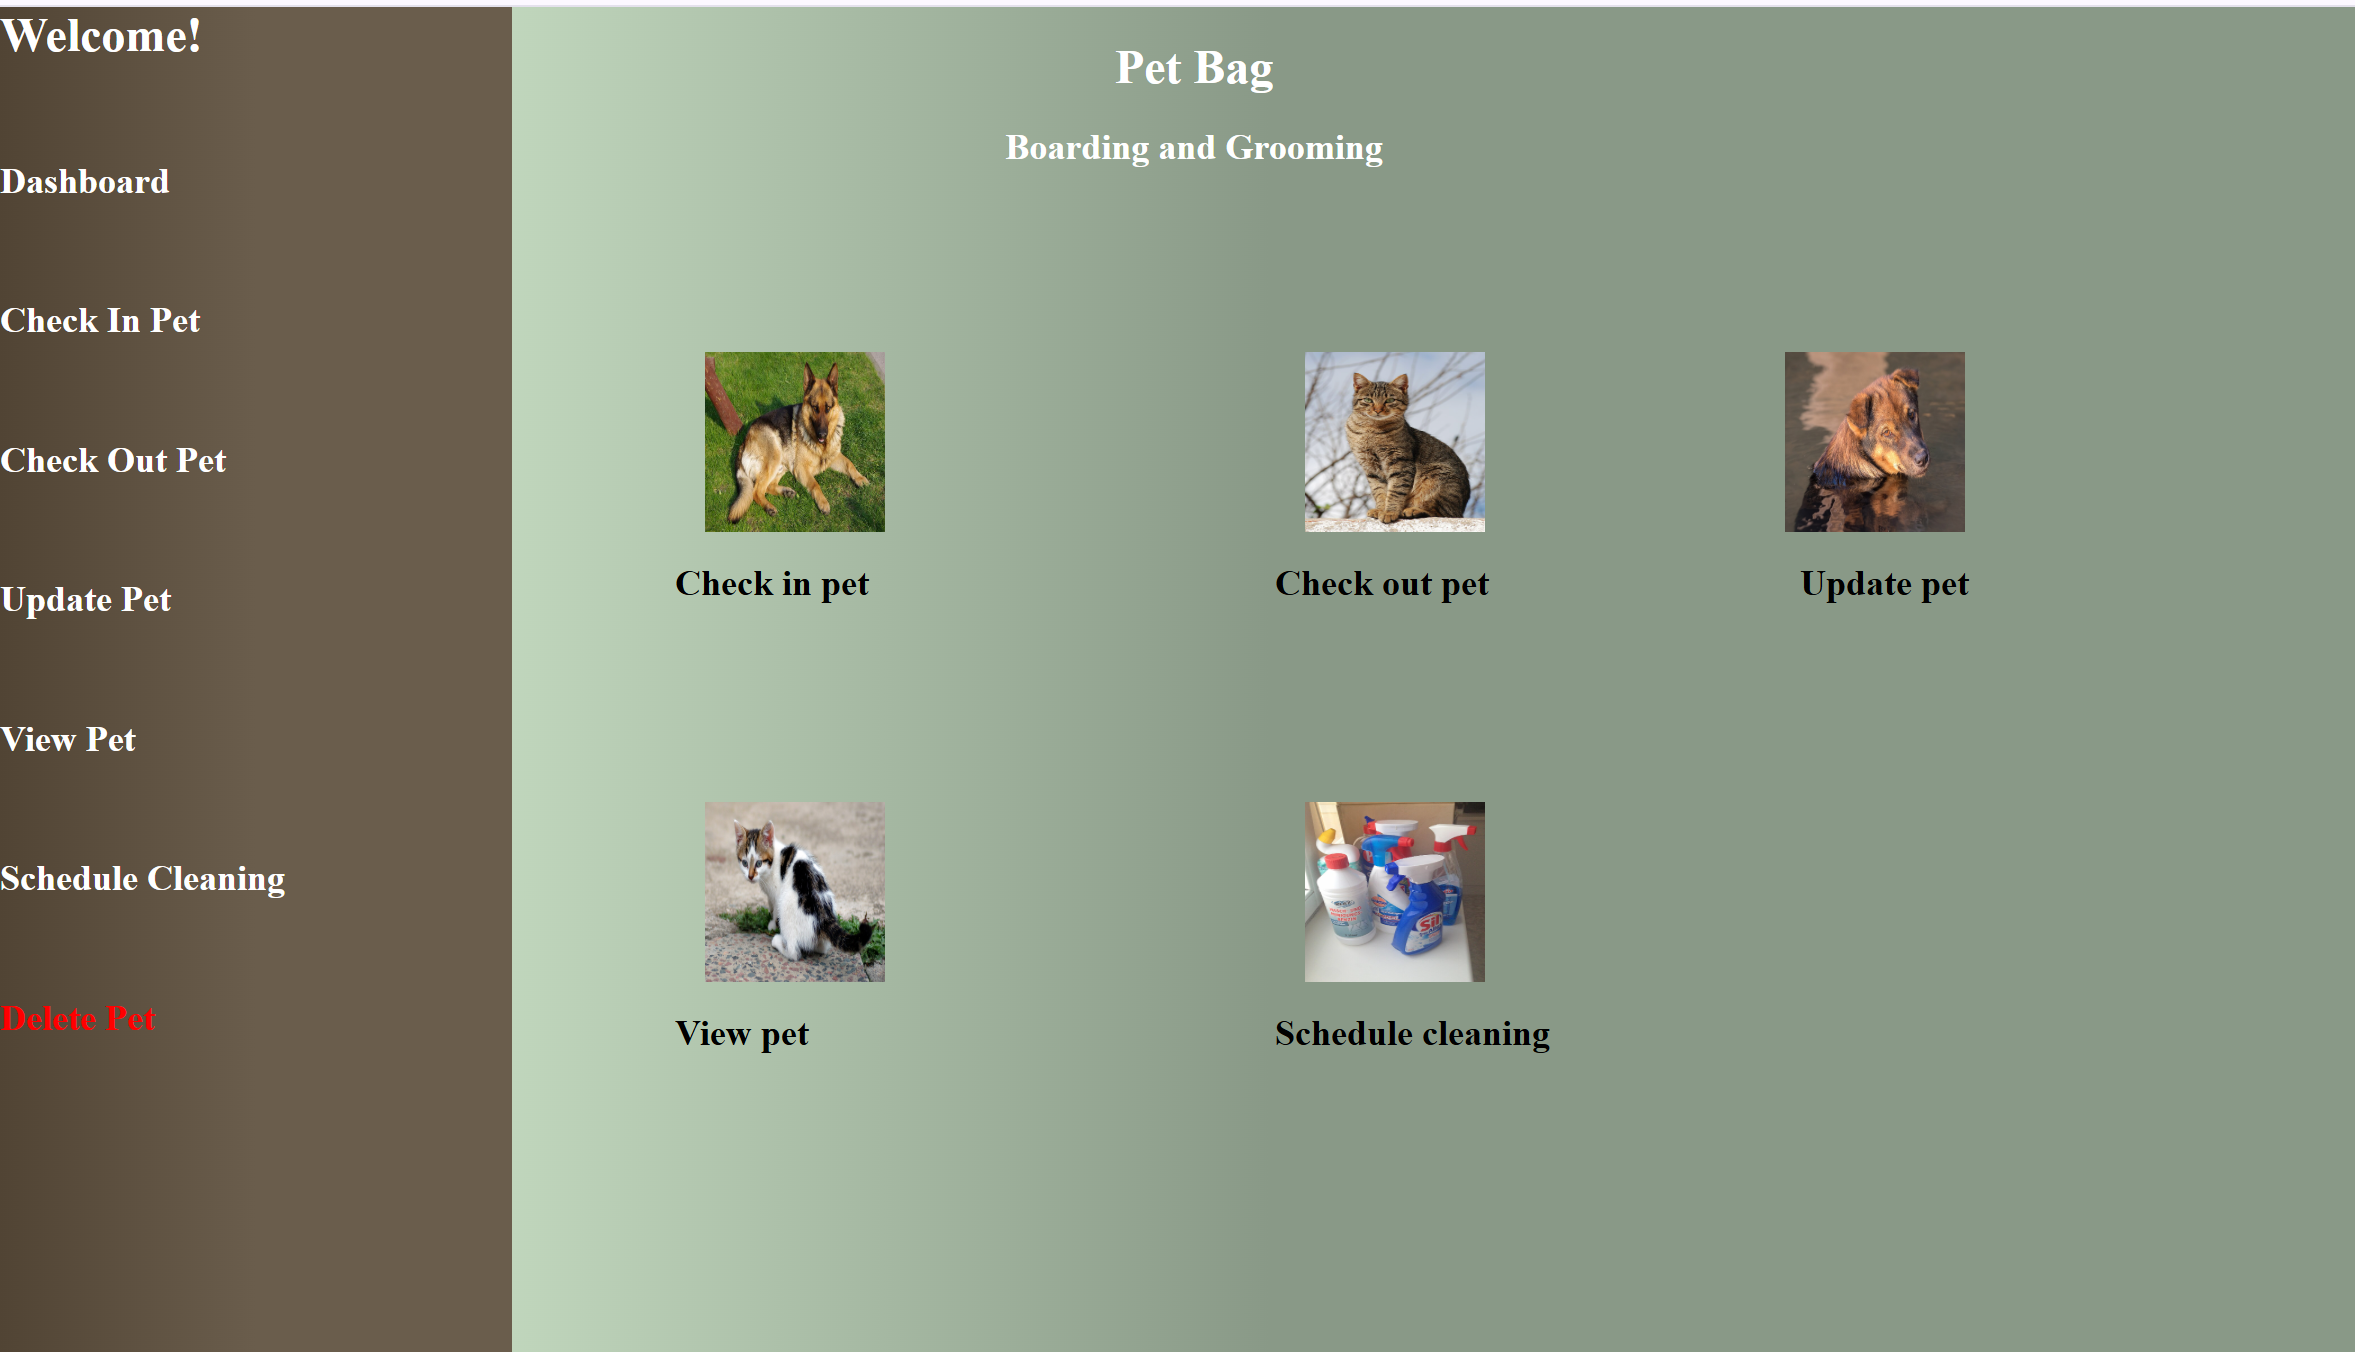 Welcome!
Dashboard
Check In Pet
Check Out Pet
Update Pet
View Pet
Schedule Cleaning
Delete Pet
Pet Bag
Boarding and Grooming
Check in pet
Check out pet
Update pet
View pet
Schedule cleaning